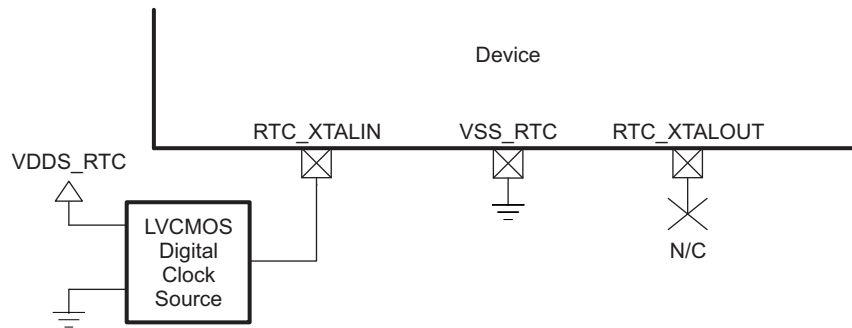 Device
RTC_XTALIN
VSS_RTC
RTC_XTALOUT
VDDS_RTC
LVCMOS
Digital
Clock
Source
N/C